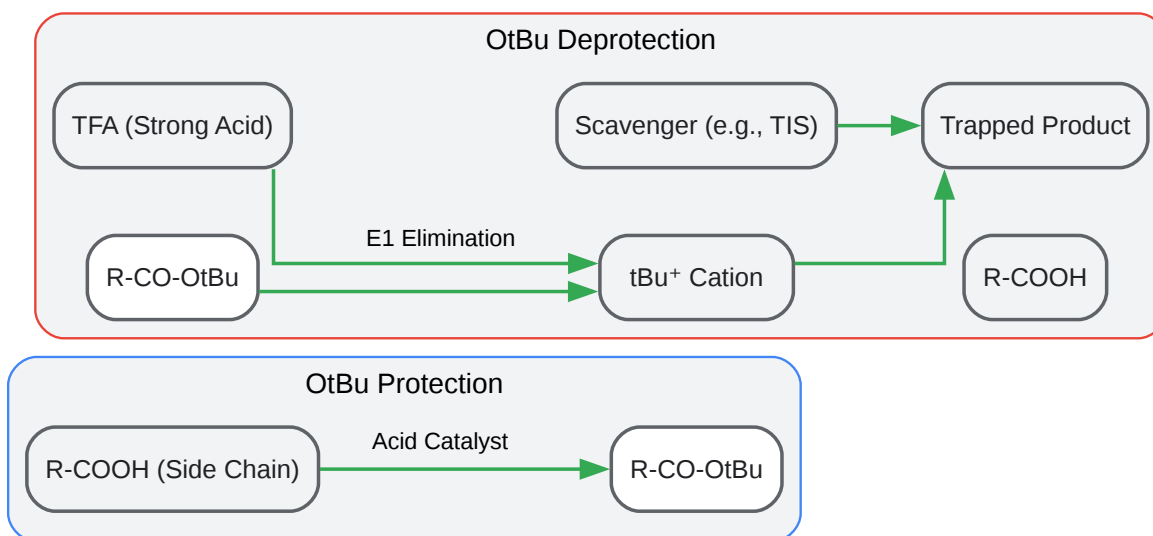 OtBu Deprotection
TFA (Strong Acid)
Scavenger (e.g., TIS)
Trapped Product
E1 Elimination
R-CO-OtBu
tBu⁺ Cation
R-COOH
OtBu Protection
Acid Catalyst
R-COOH (Side Chain)
R-CO-OtBu